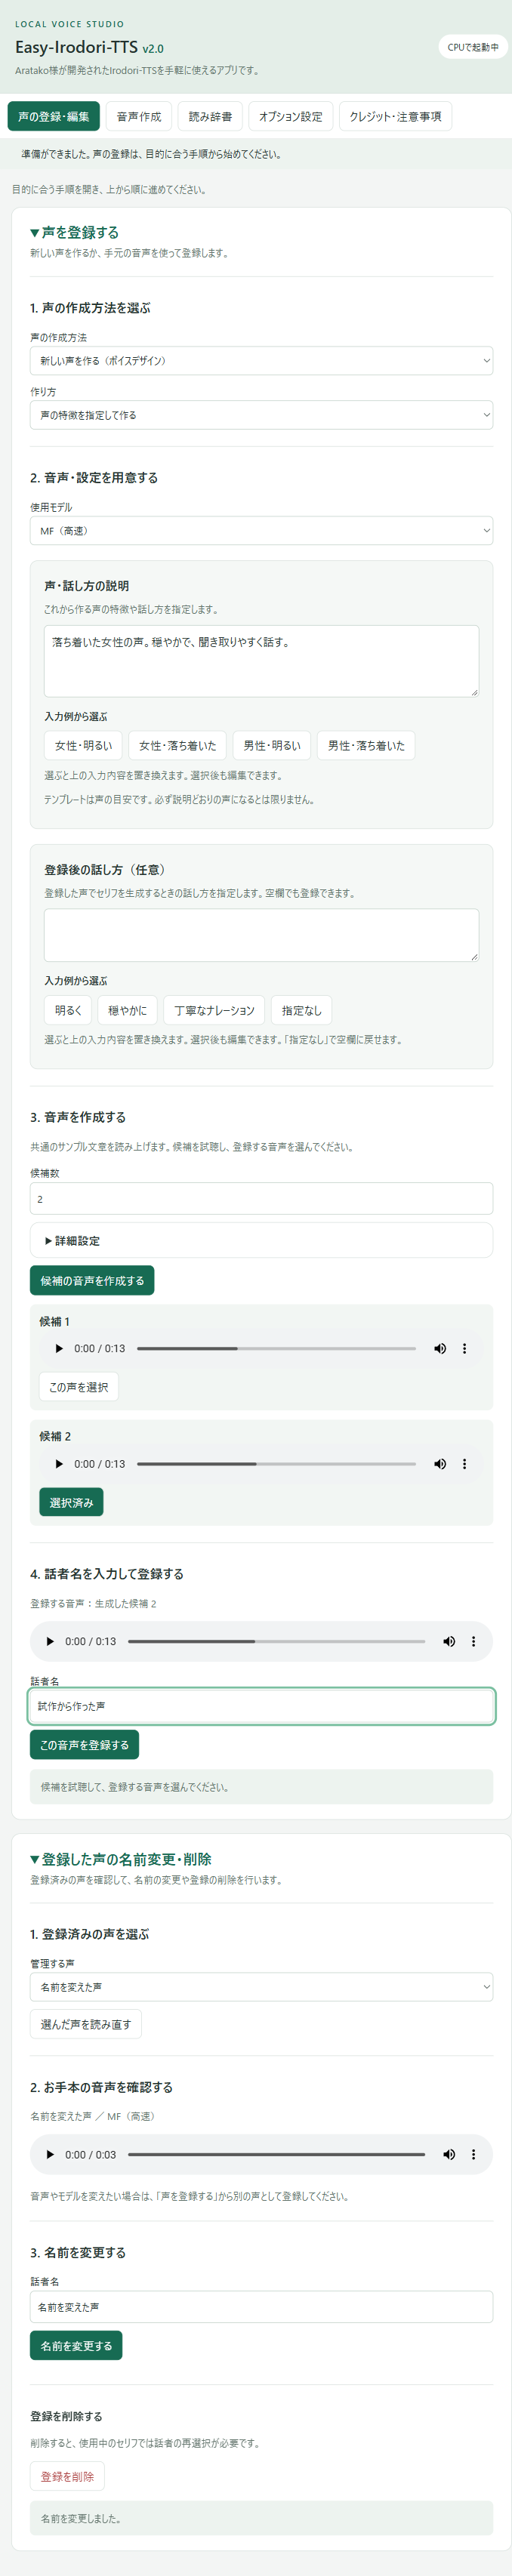 LOCAL VOICE STUDIO
Easy-Irodori-TTS v2.0
CPUで起動中
Aratako様が開発されたIrodori-TTSを手軽に使えるアプリです。
声の登録・編集
音声作成
読み辞書
オプション設定
クレジット・注意事項
準備ができました。声の登録は、目的に合う手順から始めてください。
目的に合う手順を開き、上から順に進めてください。
▼声を登録する
新しい声を作るか、手元の音声を使って登録します。
1. 声の作成方法を選ぶ
声の作成方法
新しい声を作る（ボイスデザイン）
作り方
声の特徴を指定して作る
2. 音声・設定を用意する
使用モデル
MF（高速）
声・話し方の説明
これから作る声の特徴や話し方を指定します。
落ち着いた女性の声。穏やかで、聞き取りやすく話す。
入力例から選ぶ
女性・明るい
女性・落ち着いた
男性・明るい
男性・落ち着いた
選ぶと上の入力内容を置き換えます。選択後も編集できます。
テンプレートは声の目安です。必ず説明どおりの声になるとは限りません。
登録後の話し方（任意）
登録した声でセリフを生成するときの話し方を指定します。空欄でも登録できます。
入力例から選ぶ
明るく
穏やかに
丁寧なナレーション
指定なし
選ぶと上の入力内容を置き換えます。選択後も編集できます。「指定なし」で空欄に戻せます。
3. 音声を作成する
共通のサンプル文章を読み上げます。候補を試聴し、登録する音声を選んでください。
候補数
2
▶詳細設定
候補の音声を作成する
候補 1
0:00 / 0:13
この声を選択
候補 2
0:00 / 0:13
選択済み
4. 話者名を入力して登録する
登録する音声：生成した候補 2
0:00 / 0:13
話者名
試作から作った声
この音声を登録する
候補を試聴して、登録する音声を選んでください。
▼登録した声の名前変更・削除
登録済みの声を確認して、名前の変更や登録の削除を行います。
1. 登録済みの声を選ぶ
管理する声
名前を変えた声
選んだ声を読み直す
2. お手本の音声を確認する
名前を変えた声 ／ MF（高速）
0:00 / 0:03
音声やモデルを変えたい場合は、「声を登録する」から別の声として登録してください。
3. 名前を変更する
話者名
名前を変えた声
名前を変更する
登録を削除する
削除すると、使用中のセリフでは話者の再選択が必要です。
登録を削除
名前を変更しました。